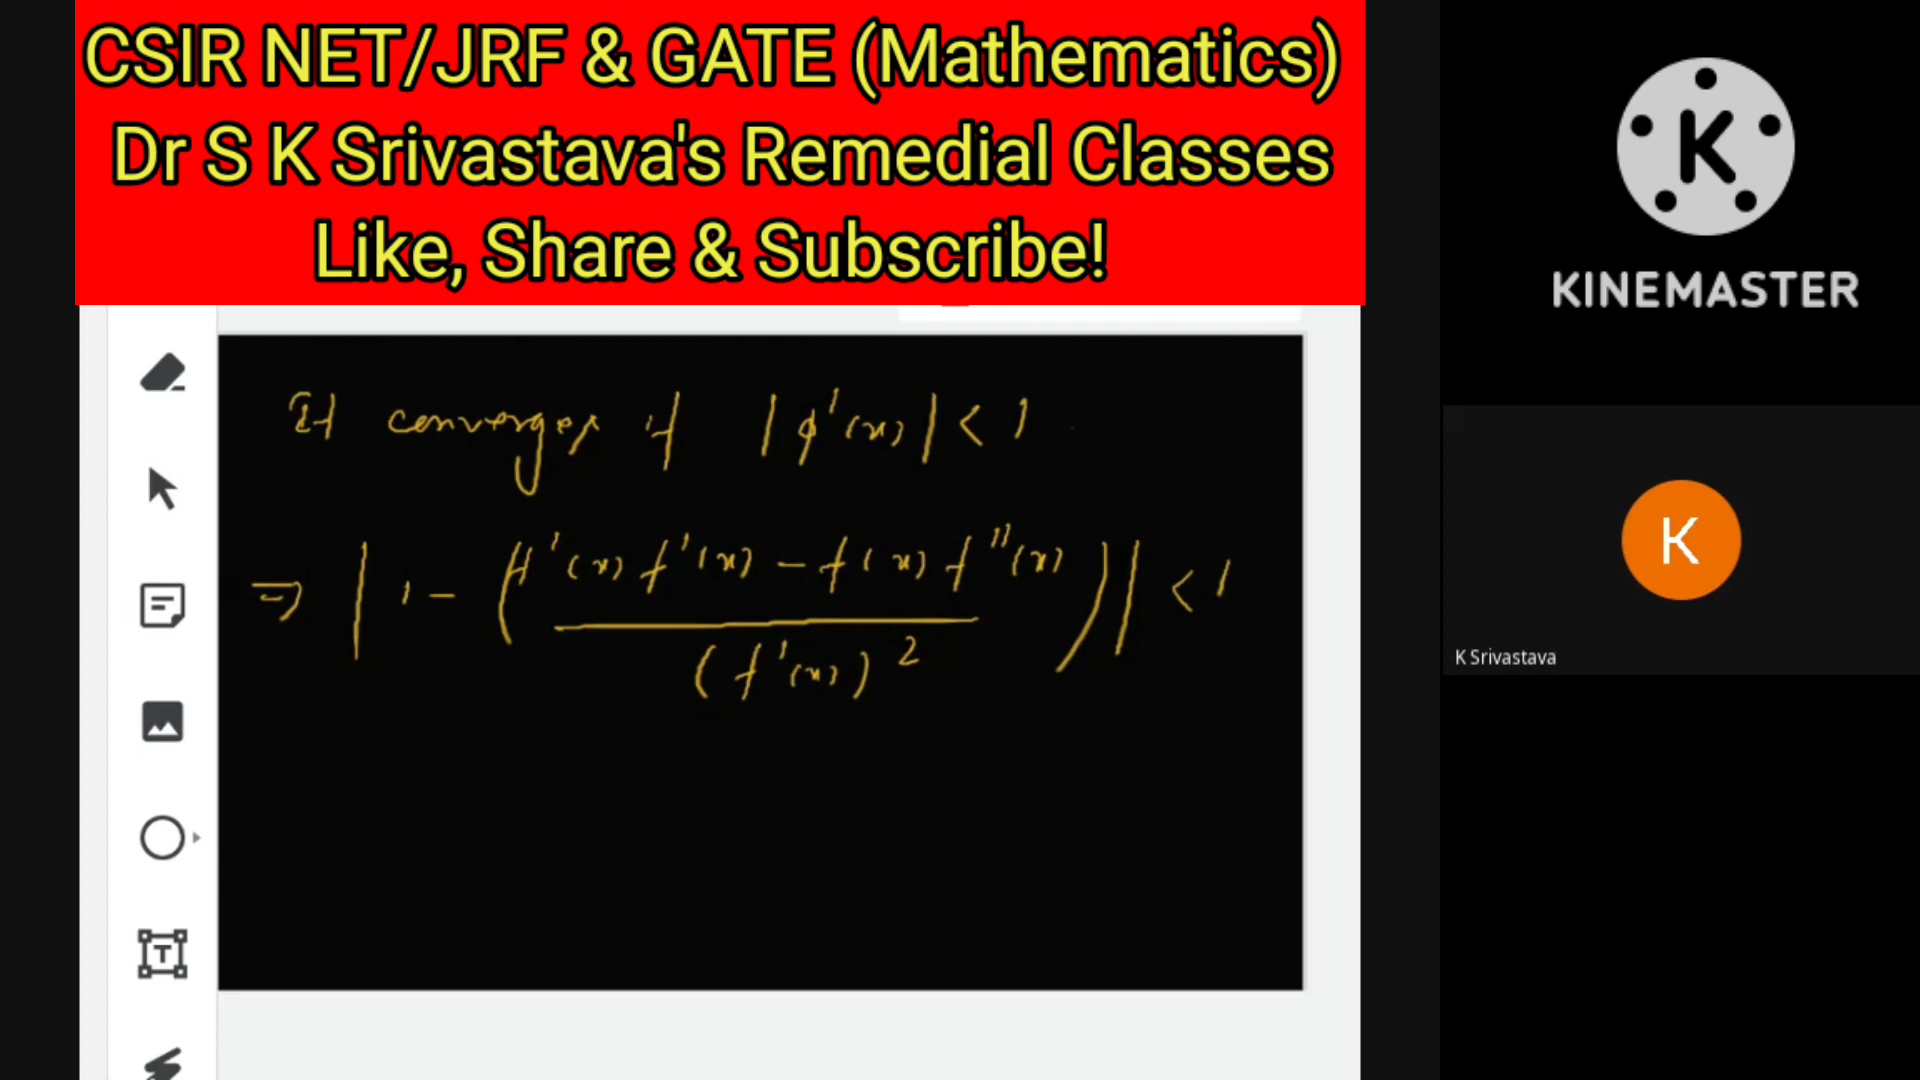 CSIR NET/JRF & GATE (Mathematics)
Dr S K Srivastava's Remedial Classes
Like, Share & Subscribe!
K
KINEMASTER
It converges if |φ'(x)| < 1
⇒ | 1 - ( (f'(x) f'(x) - f(x) f''(x)) / (f'(x))² ) | < 1
T
K
K Srivastava